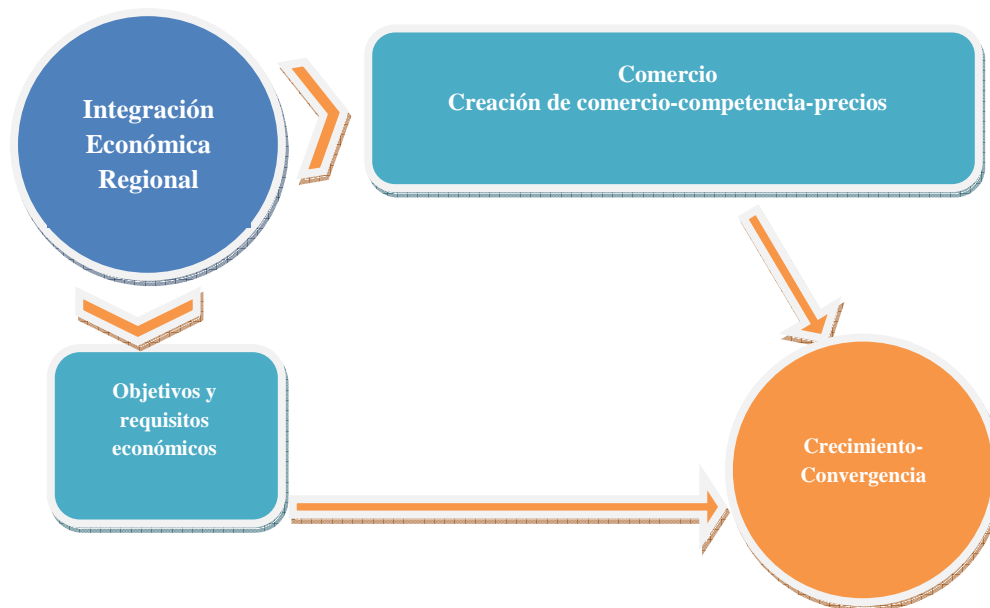 Integración
Económica
Regional
Comercio
Creación de comercio-competencia-precios
Objetivos y
requisitos
económicos
Crecimiento-
Convergencia